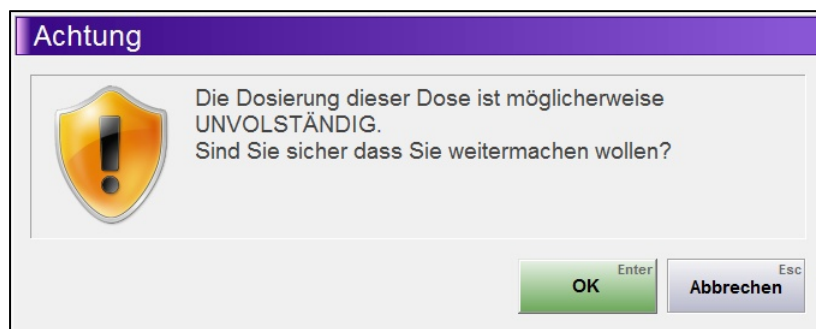 Achtung
Die Dosierung dieser Dose ist möglicherweise
UNVOLSTÄNDIG.
Sind Sie sicher dass Sie weitermachen wollen?
Enter
OK
Esc
Abbrechen